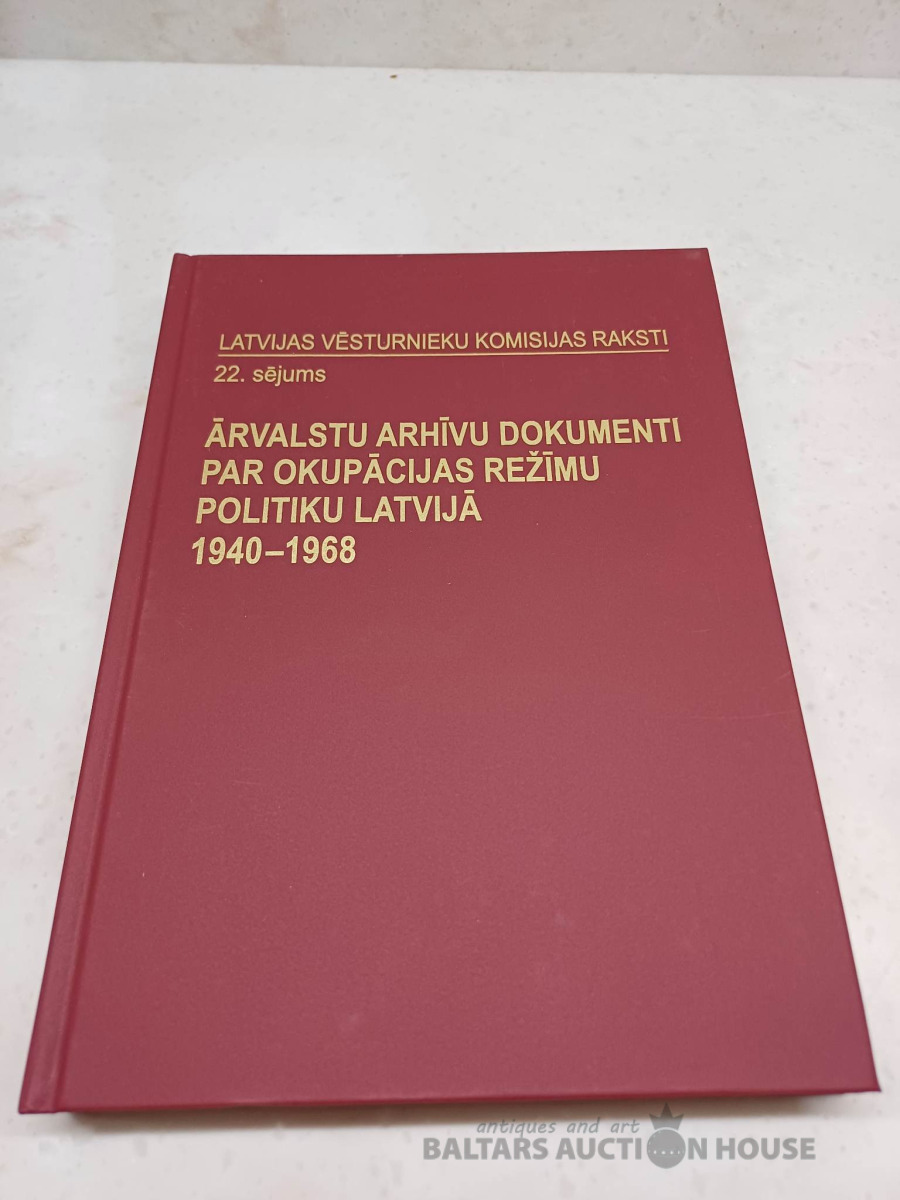 LATVIJAS VĒSTURNIEKU KOMISIJAS RAKSTI
22. sējums
ĀRVALSTU ARHĪVU DOKUMENTI
PAR OKUPĀCIJAS REŽĪMU
POLITIKU LATVIJĀ
1940–1968
antiques and art
BALTARS AUCTION HOUSE